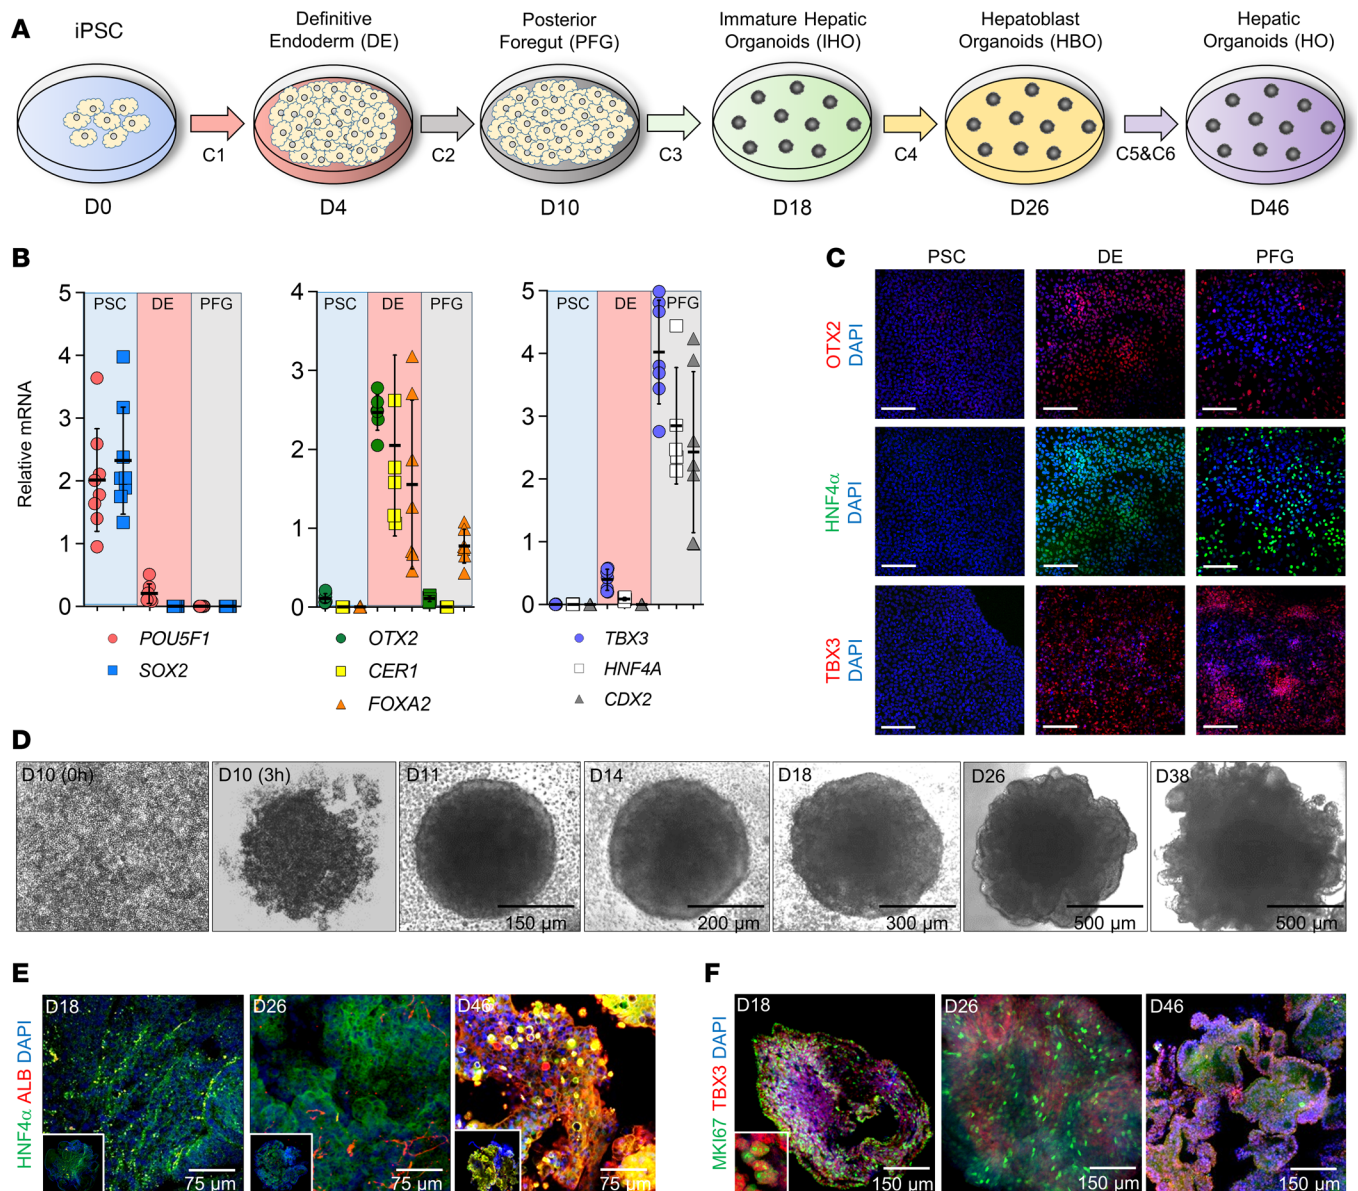 A
iPSC
Definitive
Endoderm (DE)
Posterior
Foregut (PFG)
Immature Hepatic
Organoids (IHO)
Hepatoblast
Organoids (HBO)
Hepatic
Organoids (HO)
C1
C2
C3
C4
C5&C6
D0
D4
D10
D18
D26
D46
B
Relative mRNA
5
4
3
2
1
0
PSC
DE
PFG
POU5F1
SOX2
4
3
2
1
0
PSC
DE
PFG
OTX2
CER1
FOXA2
5
4
3
2
1
0
PSC
DE
PFG
TBX3
HNF4A
CDX2
C
PSC
DE
PFG
OTX2
DAPI
HNF4α
DAPI
TBX3
DAPI
D
D10 (0h)
D10 (3h)
D11
150 µm
D14
200 µm
D18
300 µm
D26
500 µm
D38
500 µm
E
HNF4α ALB DAPI
D18
75 µm
D26
75 µm
D46
75 µm
F
MKI67 TBX3 DAPI
D18
150 µm
D26
150 µm
D46
150 µm